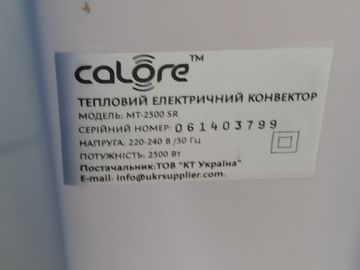 calore™
ТЕПЛОВИЙ ЕЛЕКТРИЧНИЙ КОНВЕКТОР
МОДЕЛЬ: МТ-2500 SR
СЕРІЙНИЙ НОМЕР: 061403799
НАПРУГА: 220-240 В /50 Гц
ПОТУЖНІСТЬ: 2500 Вт
Постачальник:ТОВ "КТ Україна"
E-mail: info@ukrsupplier.com